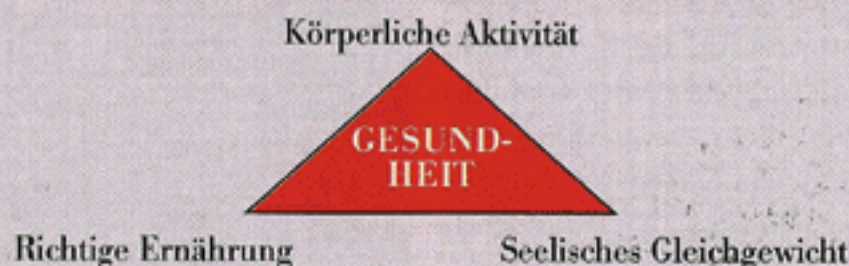 Körperliche Aktivität
GESUND-
HEIT
Richtige Ernährung
Seelisches Gleichgewicht